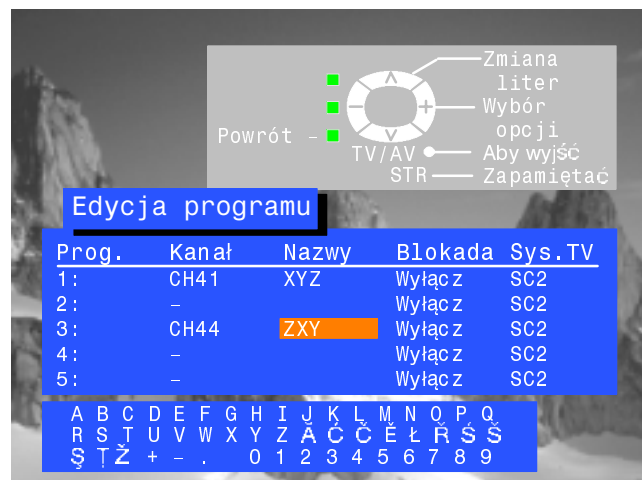 Zmiana
liter
Wybór
opcji
Powrót –
TV/AV
Aby wyjść
STR
Zapamiętać
Edycja programu
Prog. Kanał Nazwy Blokada Sys.TV
1: CH41 XYZ Wyłącz SC2
2: – Wyłącz SC2
3: CH44 ZXY Wyłącz SC2
4: – Wyłącz SC2
5: – Wyłącz SC2
A B C D E F G H I J K L M N O P Q
R S T U V W X Y Z Ă Ć Č Ě Ł Ř Ś Š
Ş Ţ Ž + – . 0 1 2 3 4 5 6 7 8 9